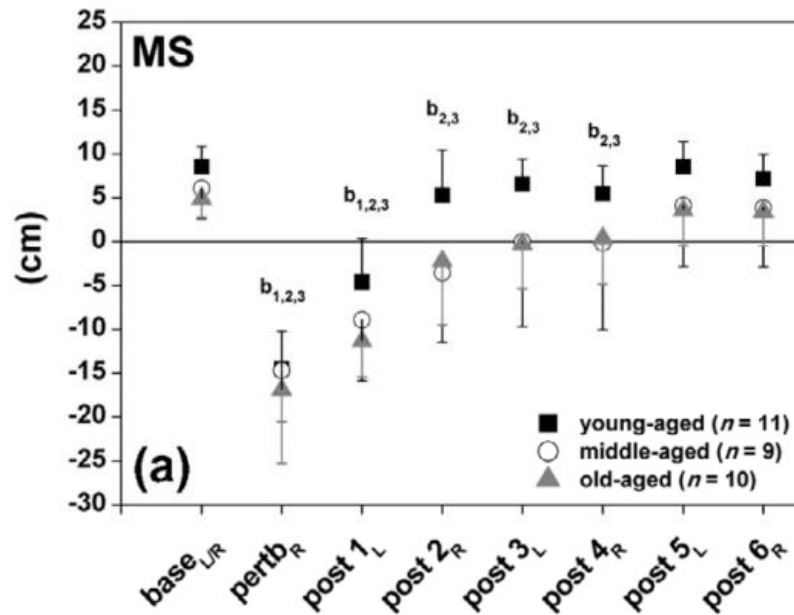 MS
25
20
15
10
5
0
-5
-10
-15
-20
-25
-30
(cm)
b2,3
b2,3
b2,3
b1,2,3
b1,2,3
young-aged (n = 11)
middle-aged (n = 9)
old-aged (n = 10)
(a)
baseL/R
pertbR
post 1L
post 2R
post 3L
post 4R
post 5L
post 6R